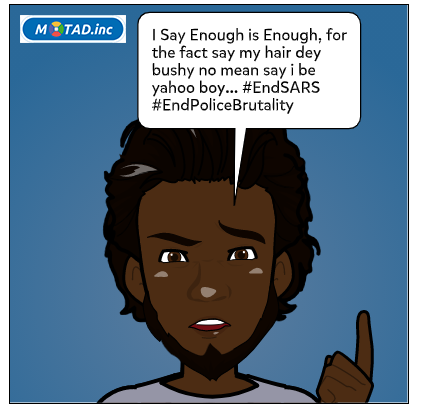 MOTAD.inc
I Say Enough is Enough, for
the fact say my hair dey
bushy no mean say i be
yahoo boy... #EndSARS
#EndPoliceBrutality